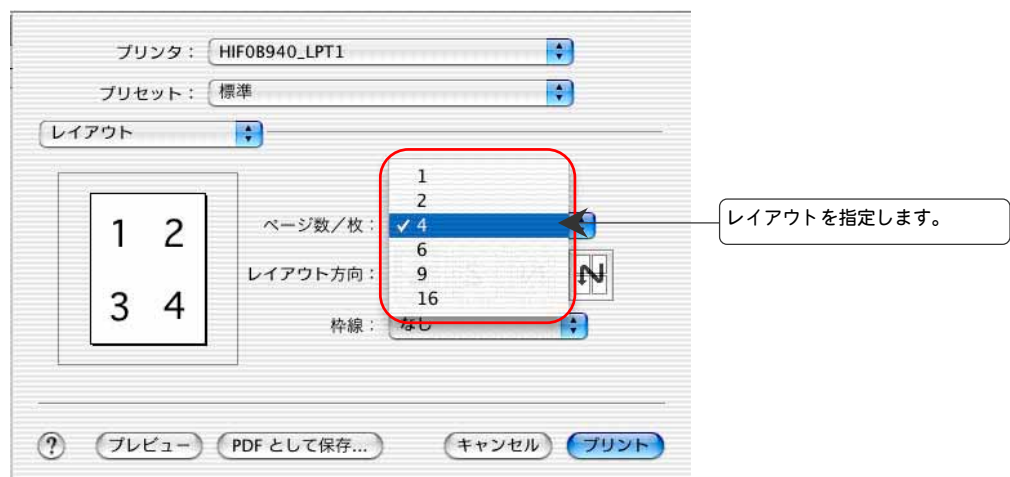 プリンタ： HIF0B940_LPT1
プリセット： 標準
レイアウト
1 2
3 4
ページ数／枚：
1
2
✓ 4
6
9
16
レイアウト方向：
枠線： なし
レイアウトを指定します。
? プレビュー PDF として保存... キャンセル プリント